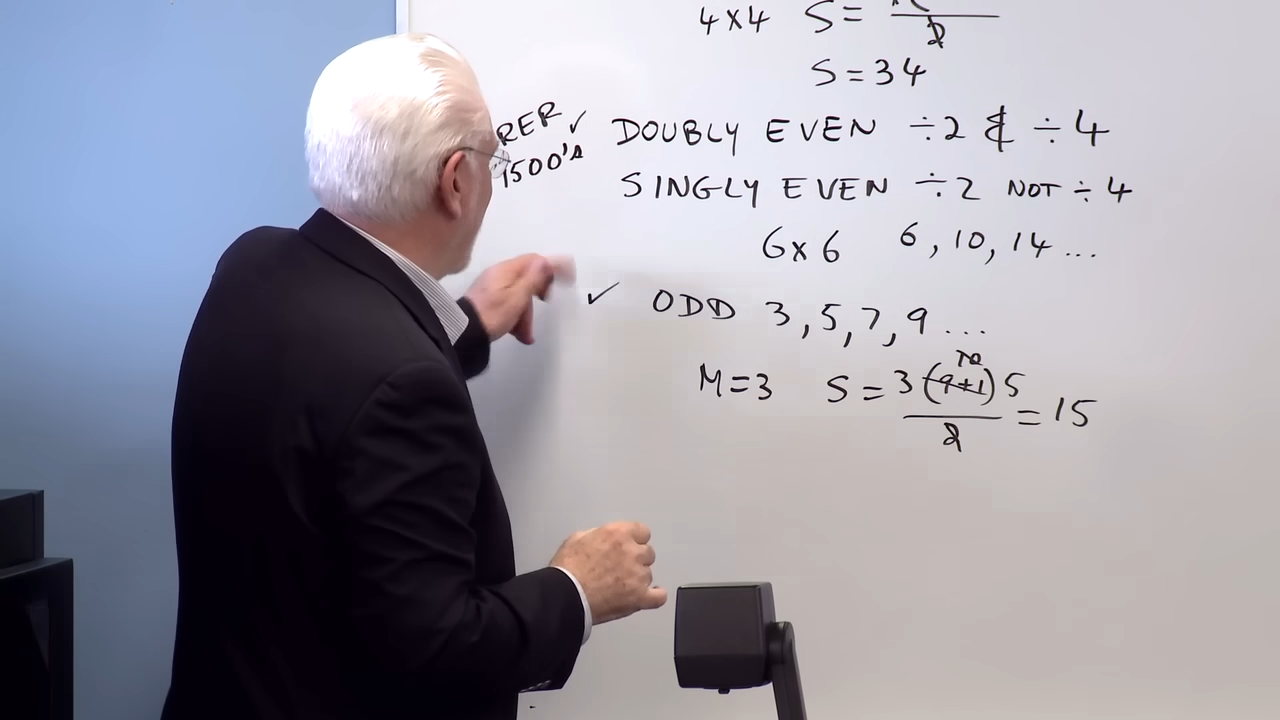 4x4 S=
2
S=34
RER ✓ DOUBLY EVEN ÷2 & ÷4
1500's
SINGLY EVEN ÷2 NOT ÷4
6x6 6, 10, 14...
✓ ODD 3, 5, 7, 9...
10
M=3 S = 3(9+1) 5 = 15
2